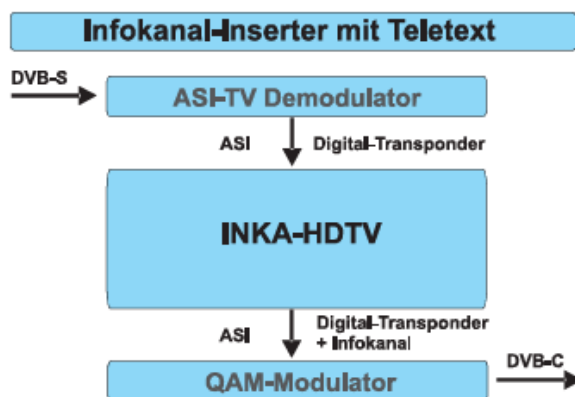 Infokanal-Inserter mit Teletext
DVB-S
ASI-TV Demodulator
ASI
Digital-Transponder
INKA-HDTV
ASI
Digital-Transponder
+ Infokanal
DVB-C
QAM-Modulator